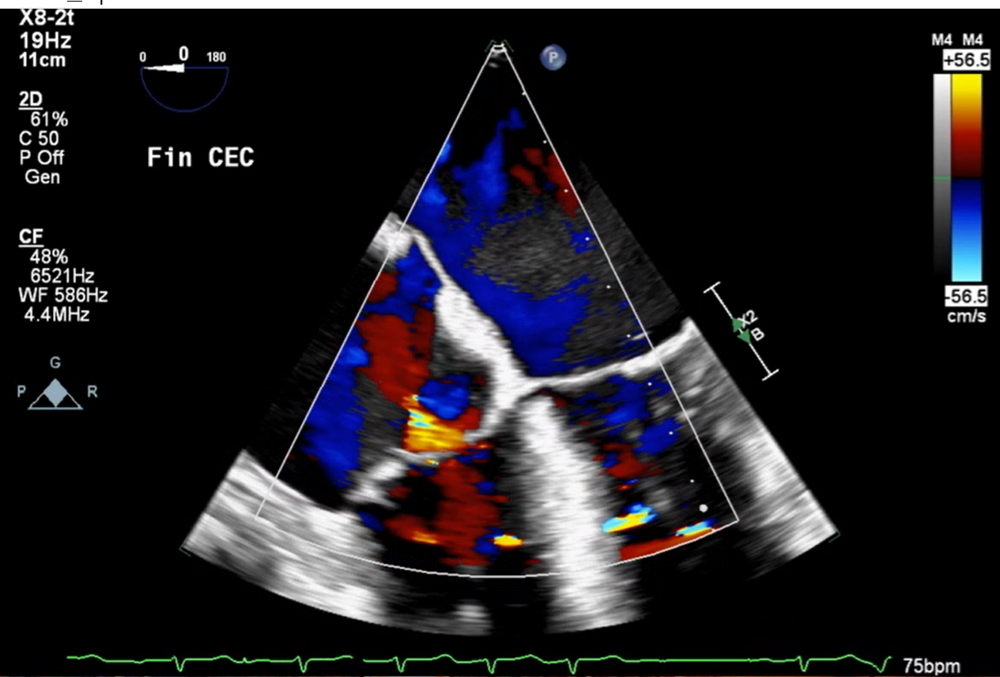 X8-2t
19Hz
11cm
0 0 180
P
M4 M4
+56.5
2D
61%
C 50
P Off
Gen
Fin CEC
CF
48%
6521Hz
WF 586Hz
4.4MHz
-56.5
cm/s
X2
B
G
P R
75bpm